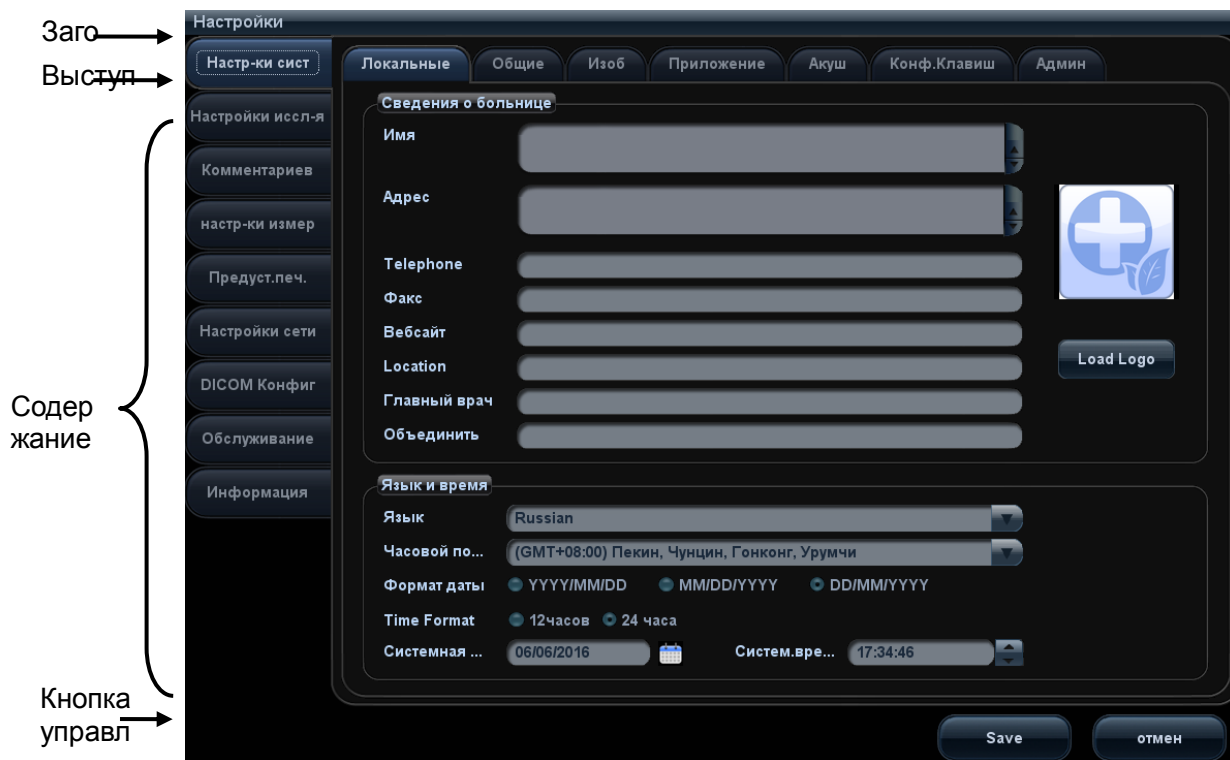 Настройки
Заго
Выступ
Содер
жание
Кнопка
управл
Настр-ки сист
Настройки иссл-я
Комментариев
настр-ки измер
Предуст.печ.
Настройки сети
DICOM Конфиг
Обслуживание
Информация
Локальные Общие Изоб Приложение Акуш Конф.Клавиш Админ
Сведения о больнице
Имя
Адрес
Telephone
Факс
Вебсайт
Location
Главный врач
Объединить
Load Logo
Язык и время
Язык Russian
Часовой по... (GMT+08:00) Пекин, Чунцин, Гонконг, Урумчи
Формат даты YYYY/MM/DD MM/DD/YYYY DD/MM/YYYY
Time Format 12часов 24 часа
Системная ... 06/06/2016 Систем.вре... 17:34:46
Save отмен